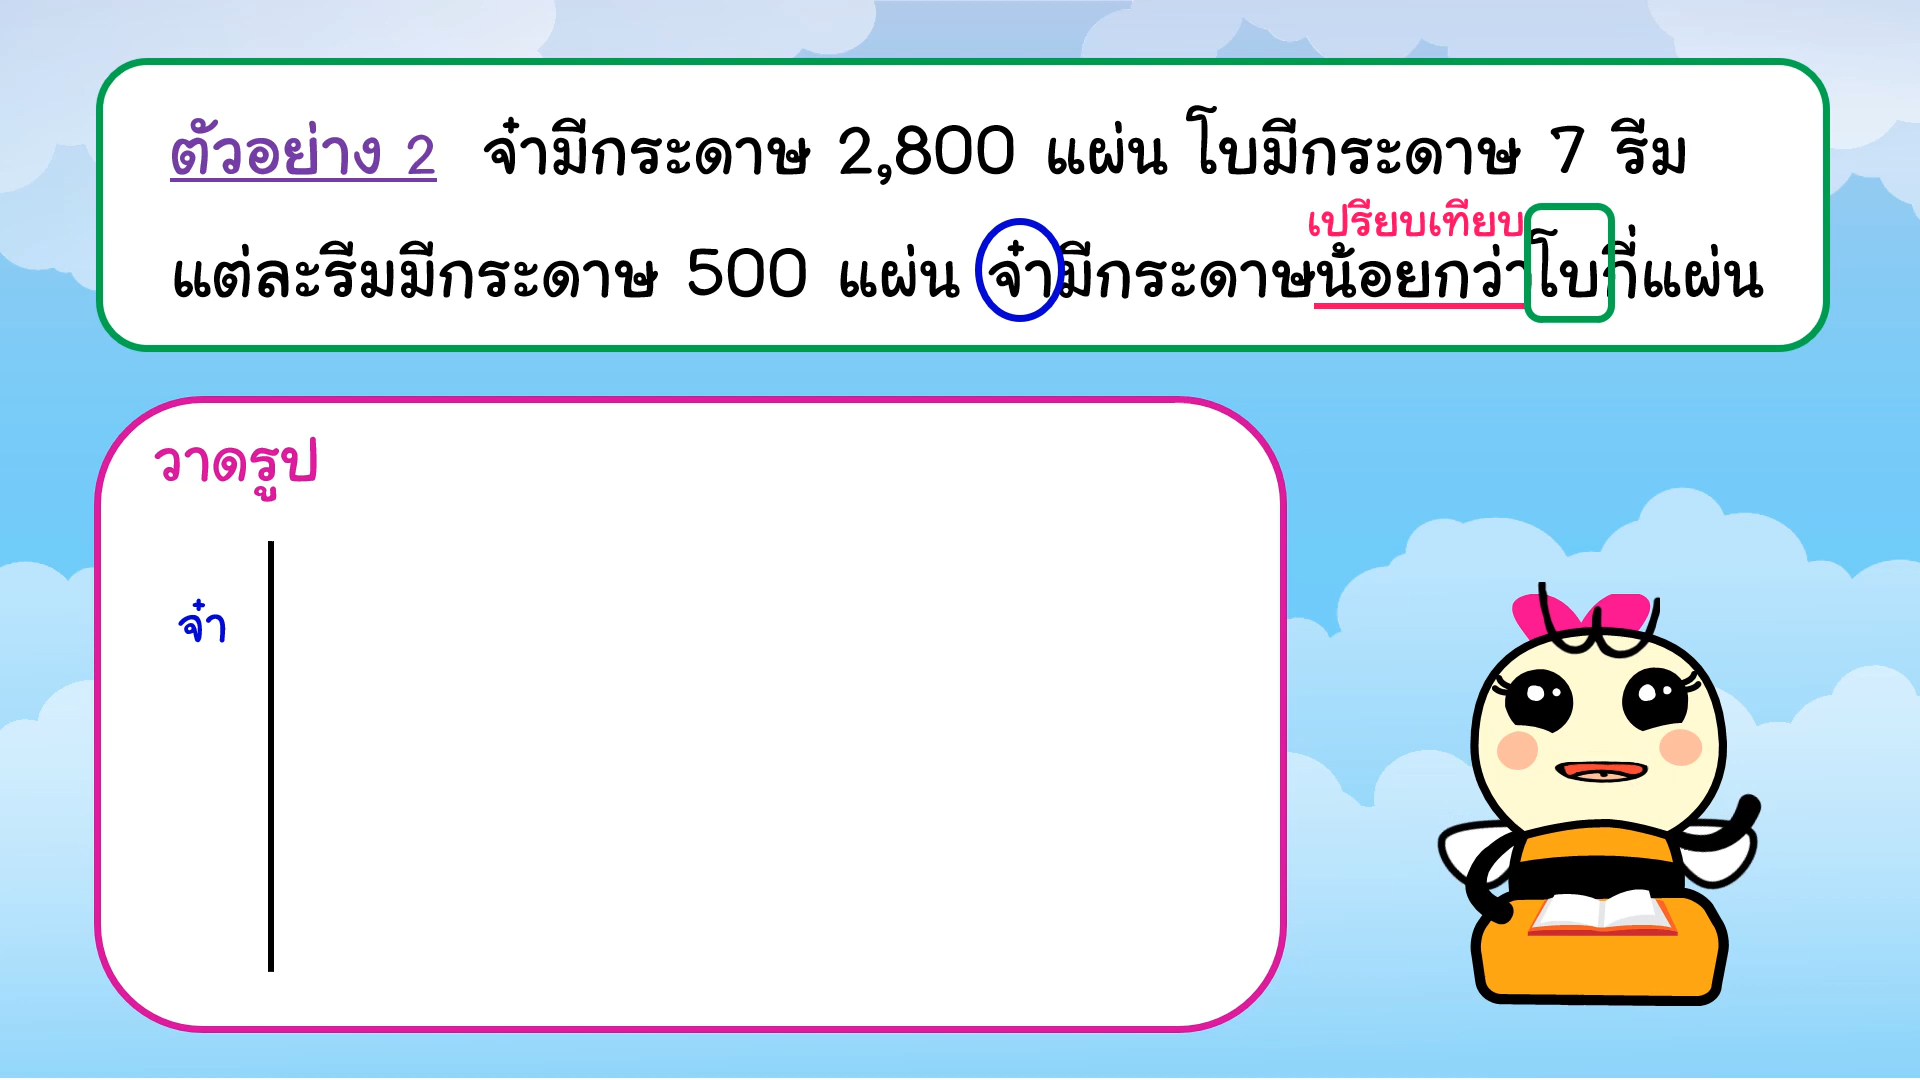 ตัวอย่าง 2 จ๋ามีกระดาษ 2,800 แผ่น โบมีกระดาษ 7 รีม
เปรียบเทียบ
แต่ละรีมมีกระดาษ 500 แผ่น จ๋ามีกระดาษน้อยกว่าโบกี่แผ่น
วาดรูป
จ๋า